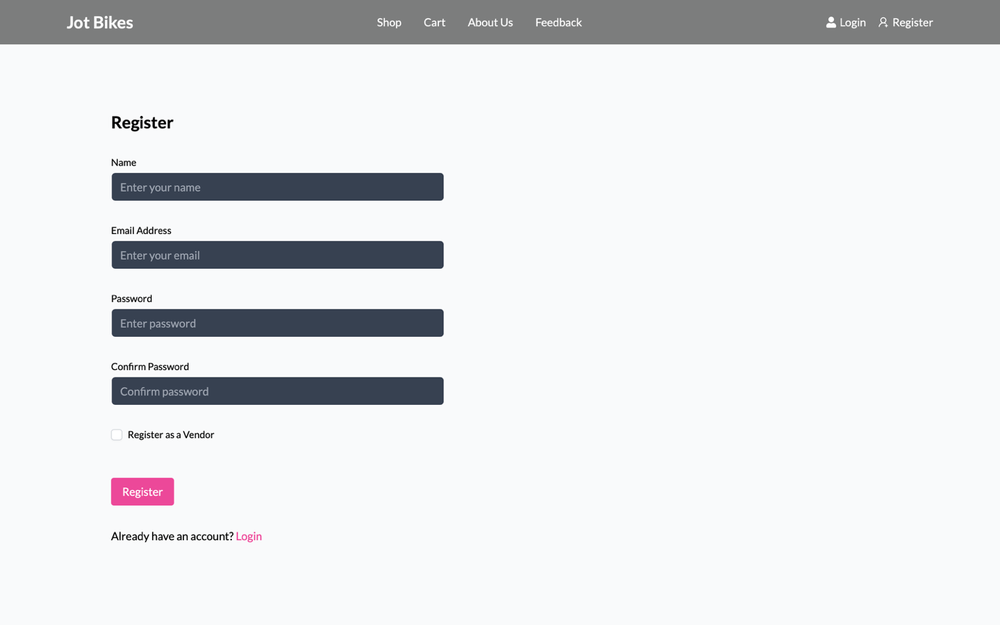 Jot Bikes Shop Cart About Us Feedback Login Register
Register
Name
Enter your name
Email Address
Enter your email
Password
Enter password
Confirm Password
Confirm password
Register as a Vendor
Register
Already have an account? Login